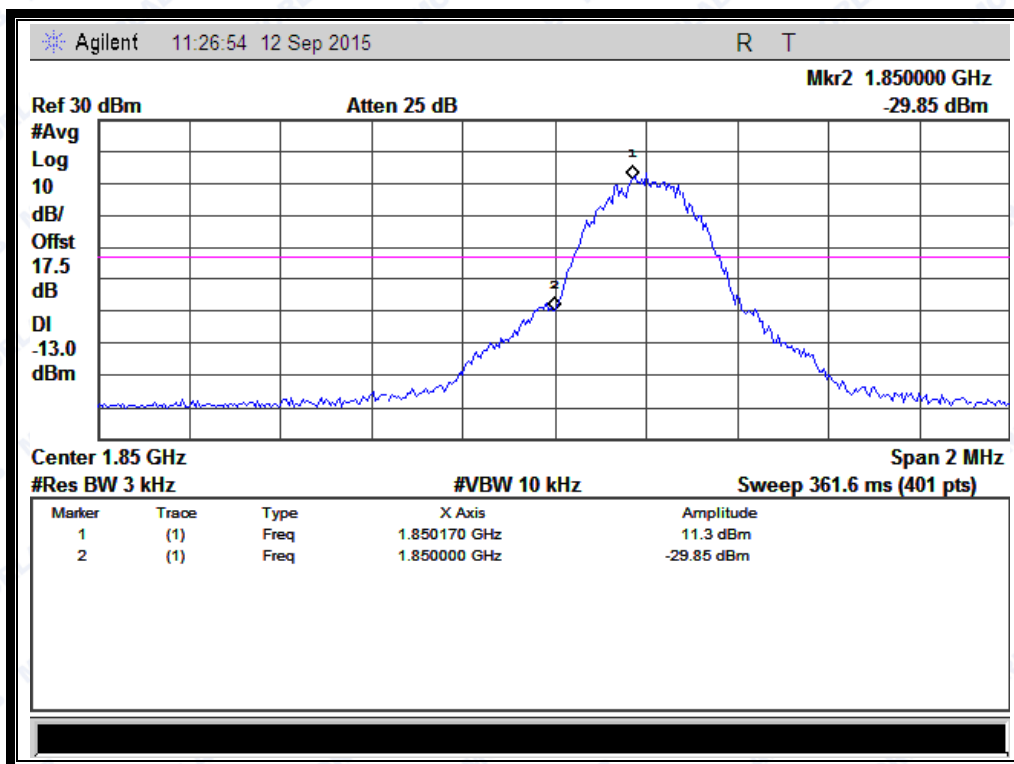 Agilent 11:26:54 12 Sep 2015 R T
Mkr2 1.850000 GHz
Ref 30 dBm Atten 25 dB -29.85 dBm
#Avg
Log
10
dB/
Offst
17.5
dB
DI
-13.0
dBm
1
2
Center 1.85 GHz Span 2 MHz
#Res BW 3 kHz #VBW 10 kHz Sweep 361.6 ms (401 pts)
Marker Trace Type X Axis Amplitude
1 (1) Freq 1.850170 GHz 11.3 dBm
2 (1) Freq 1.850000 GHz -29.85 dBm